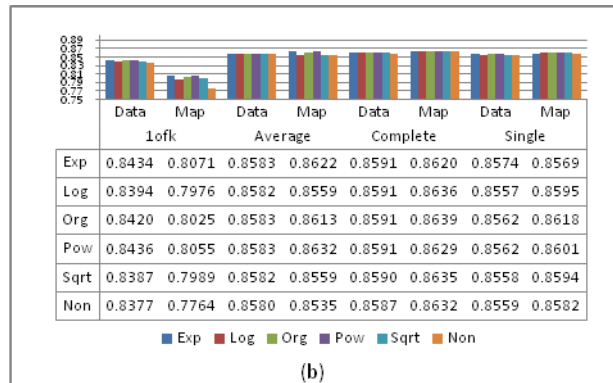 0.89
0.87
0.85
0.83
0.81
0.79
0.77
0.75
Data Map Data Map Data Map Data Map
1ofk Average Complete Single
Exp 0.8434 0.8071 0.8583 0.8622 0.8591 0.8620 0.8574 0.8569
Log 0.8394 0.7976 0.8582 0.8559 0.8591 0.8636 0.8557 0.8595
Org 0.8420 0.8025 0.8583 0.8613 0.8591 0.8639 0.8562 0.8618
Pow 0.8436 0.8055 0.8583 0.8632 0.8591 0.8629 0.8562 0.8601
Sqrt 0.8387 0.7989 0.8582 0.8559 0.8590 0.8635 0.8558 0.8594
Non 0.8377 0.7764 0.8580 0.8535 0.8587 0.8632 0.8559 0.8582
Exp Log Org Pow Sqrt Non
(b)